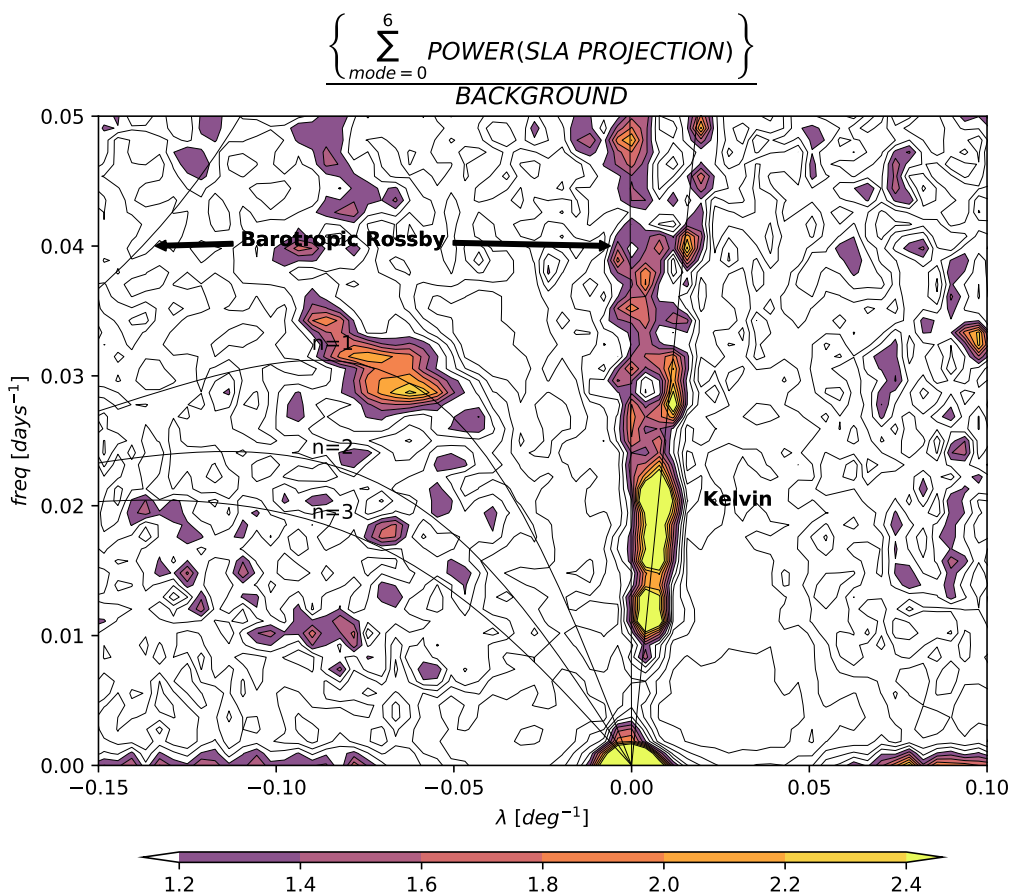 { 6∑mode=0 POWER(SLA PROJECTION) }
BACKGROUND
0.05
0.04
Barotropic Rossby
n=1
0.03
n=2
0.02
Kelvin
n=3
0.01
0.00
freq [days⁻¹]
−0.15 −0.10 −0.05 0.00 0.05 0.10
λ [deg⁻¹]
1.2 1.4 1.6 1.8 2.0 2.2 2.4